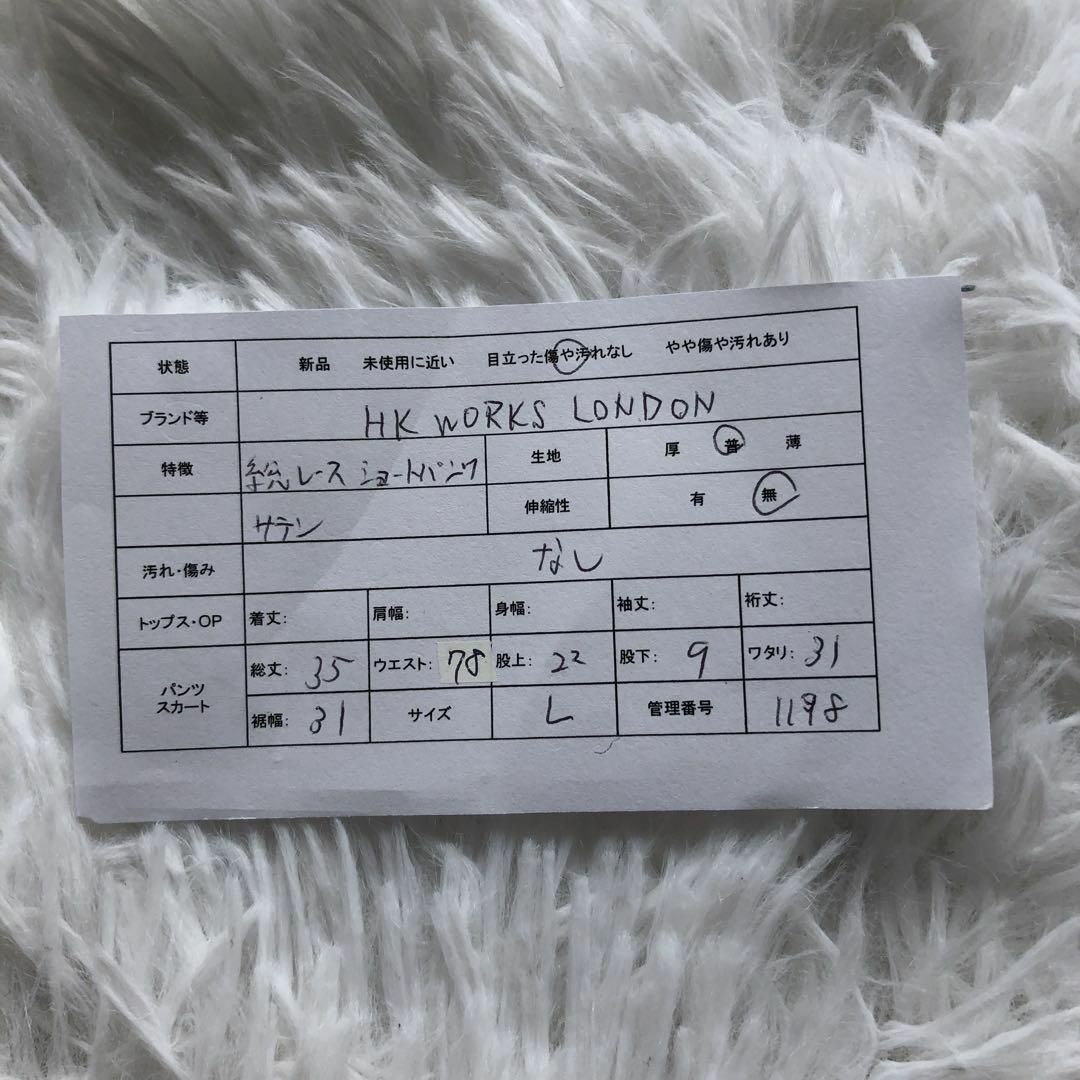 状態 新品 未使用に近い 目立った傷や汚れなし やや傷や汚れあり
ブランド等 HK WORKS LONDON
特徴 総レース ショートパンツ 生地 厚 普 薄
サテン 伸縮性 有 無
汚れ・傷み なし
トップス・OP 着丈: 肩幅: 身幅: 袖丈: 裄丈:
パンツ スカート 総丈: 35 ウエスト: 78 股上: 22 股下: 9 ワタリ: 31
裾幅: 31 サイズ L 管理番号 1198